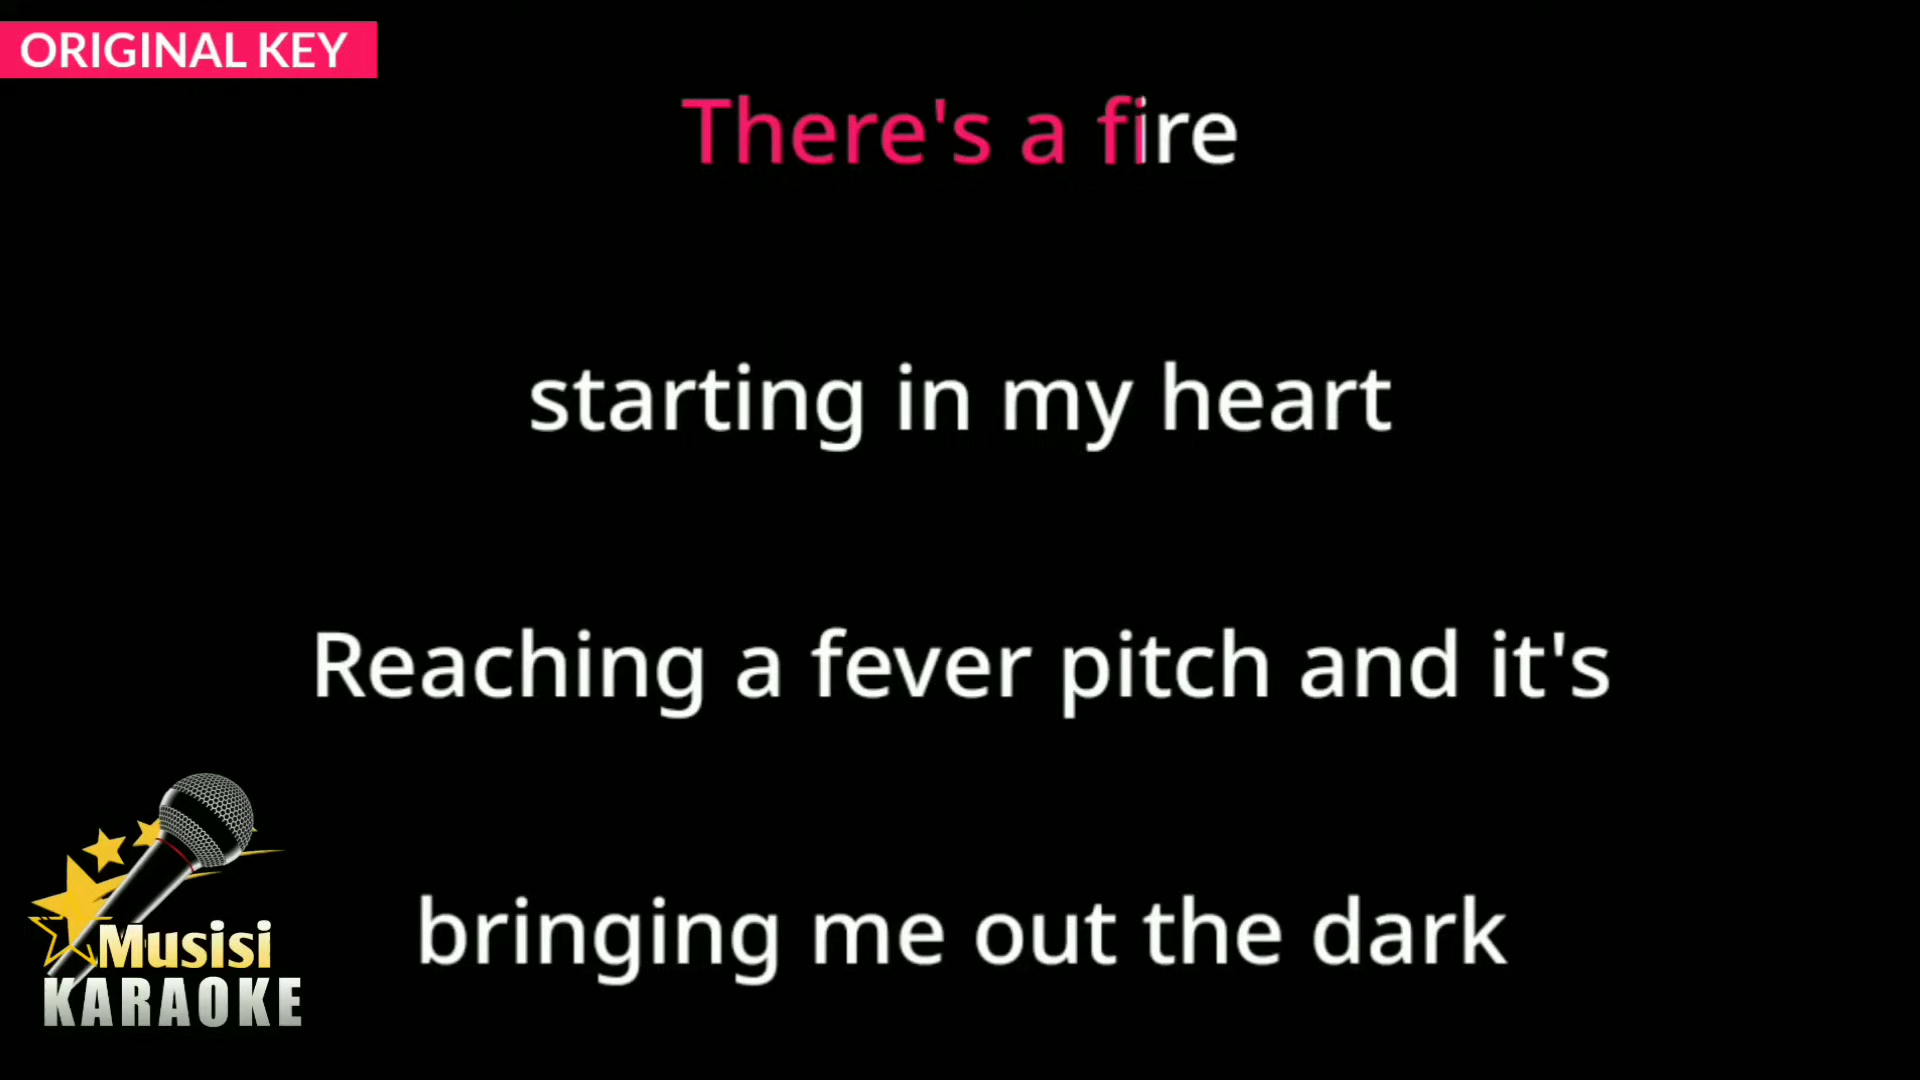 ORIGINAL KEY
There's a fire
starting in my heart
Reaching a fever pitch and it's
bringing me out the dark
Musisi
KARAOKE